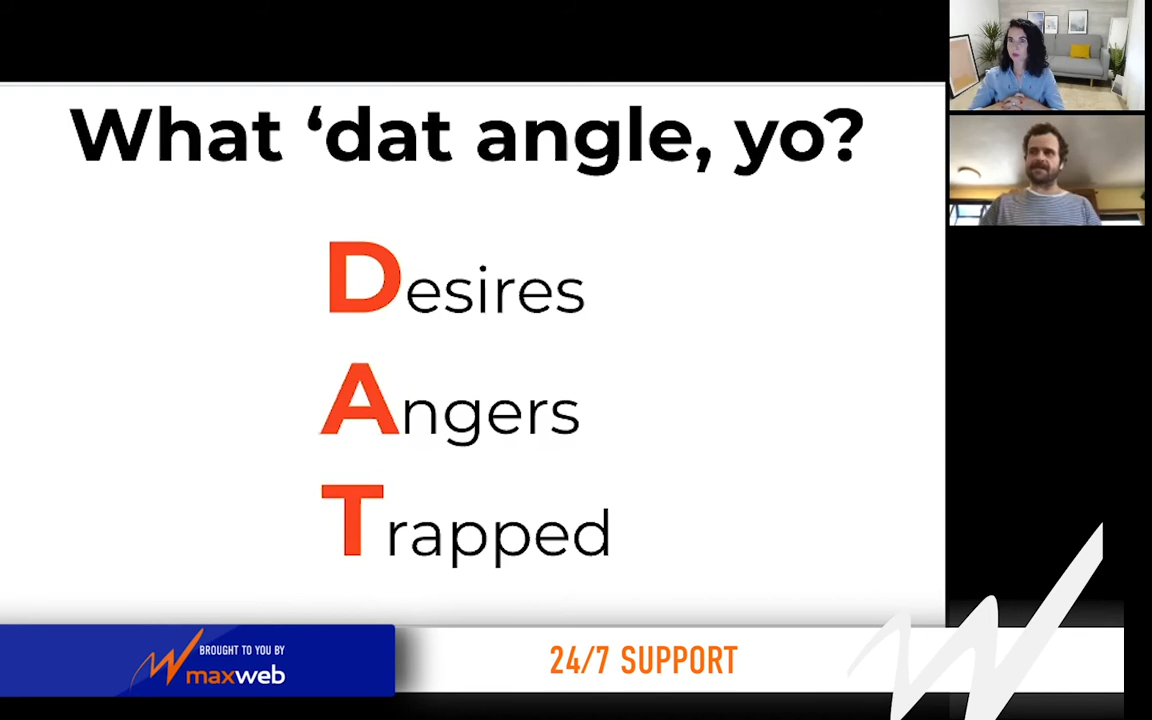 What ‘dat angle, yo?
Desires
Angers
Trapped
BROUGHT TO YOU BY
maxweb
24/7 SUPPORT